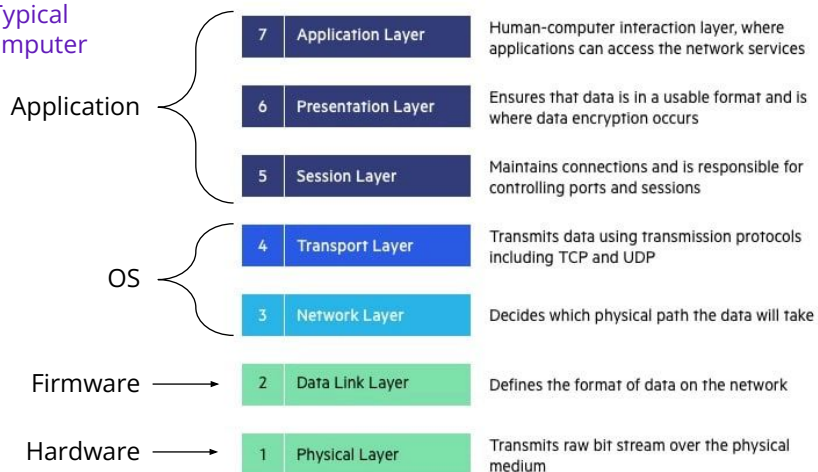 Typical
mputer
7 Application Layer
Human-computer interaction layer, where
applications can access the network services
Application
6 Presentation Layer
Ensures that data is in a usable format and is
where data encryption occurs
5 Session Layer
Maintains connections and is responsible for
controlling ports and sessions
OS
4 Transport Layer
Transmits data using transmission protocols
including TCP and UDP
3 Network Layer
Decides which physical path the data will take
Firmware
2 Data Link Layer
Defines the format of data on the network
Hardware
1 Physical Layer
Transmits raw bit stream over the physical
medium